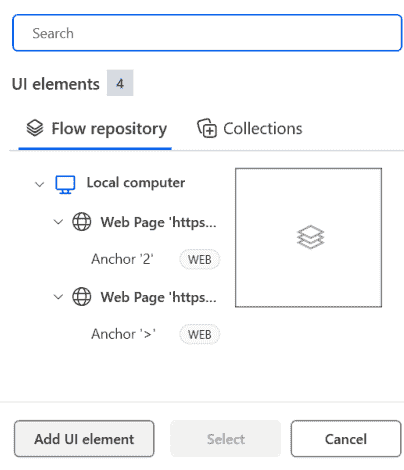 Search
UI elements 4
Flow repository Collections
Local computer
Web Page 'https...
Anchor '2' WEB
Web Page 'https...
Anchor '>' WEB
Add UI element Select Cancel